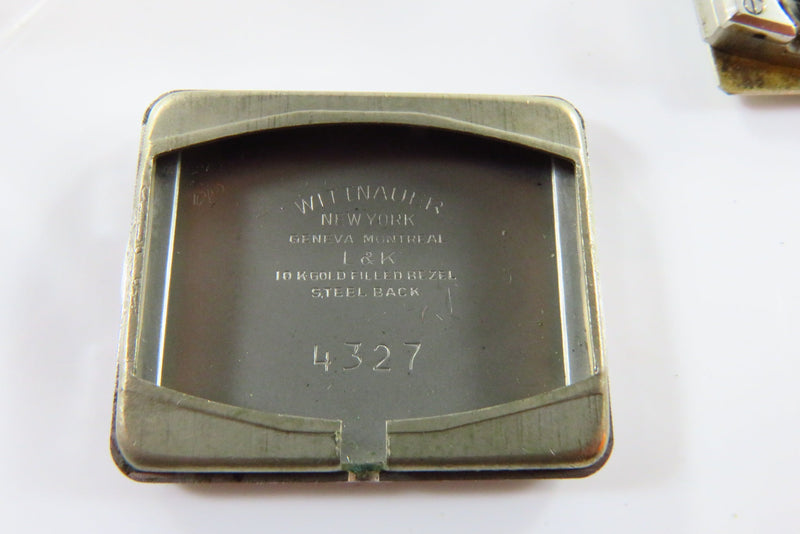 WITTNAUER
NEW YORK
GENEVA MONTREAL
L & K
10 K GOLD FILLED BEZEL
STEEL BACK
4327